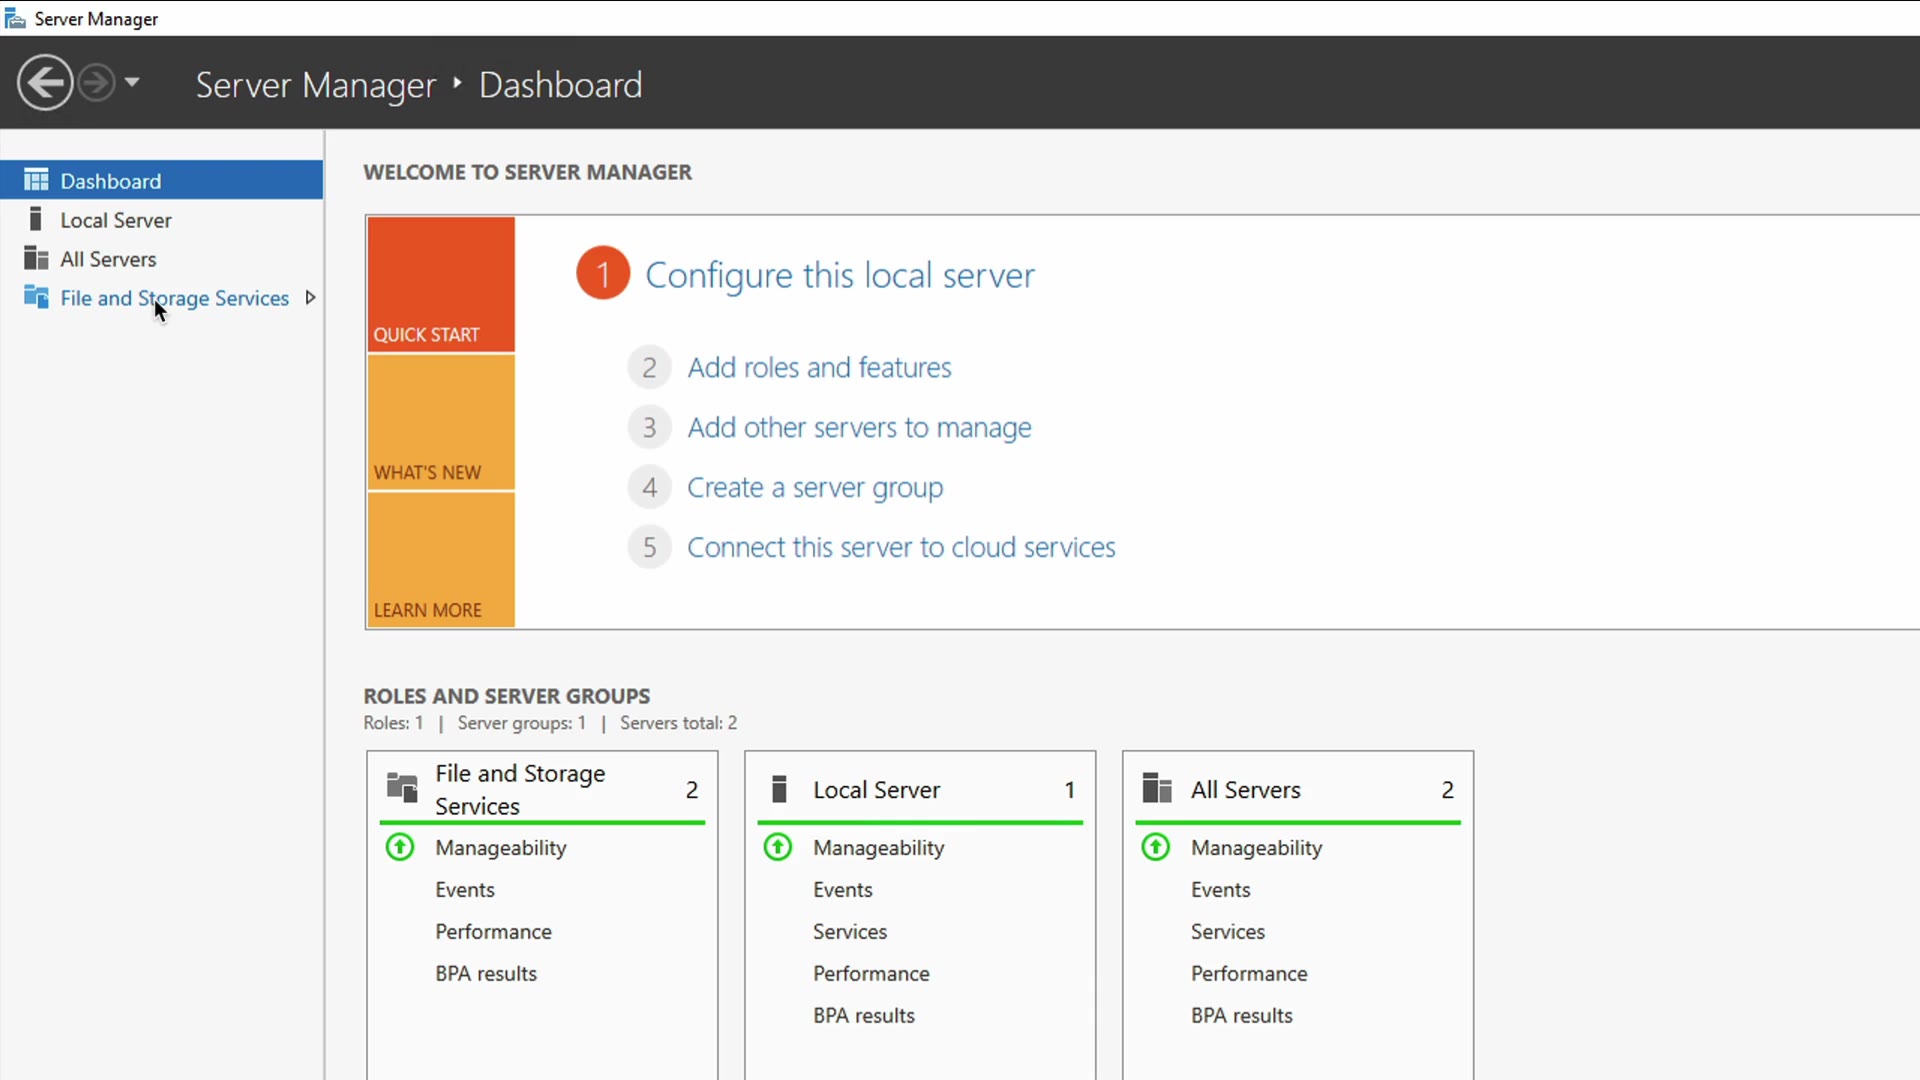 Server Manager
Server Manager ‣ Dashboard
Dashboard
Local Server
All Servers
File and Storage Services
WELCOME TO SERVER MANAGER
QUICK START
WHAT'S NEW
LEARN MORE
1 Configure this local server
2 Add roles and features
3 Add other servers to manage
4 Create a server group
5 Connect this server to cloud services
ROLES AND SERVER GROUPS
Roles: 1 | Server groups: 1 | Servers total: 2
File and Storage
Services 2
Manageability
Events
Performance
BPA results
Local Server 1
Manageability
Events
Services
Performance
BPA results
All Servers 2
Manageability
Events
Services
Performance
BPA results